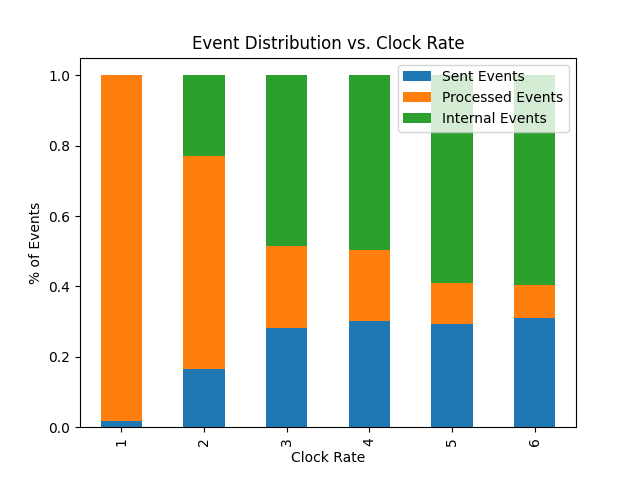 Event Distribution vs. Clock Rate
Sent Events
Processed Events
Internal Events
% of Events
1.0
0.8
0.6
0.4
0.2
0.0
1
2
3
4
5
6
Clock Rate